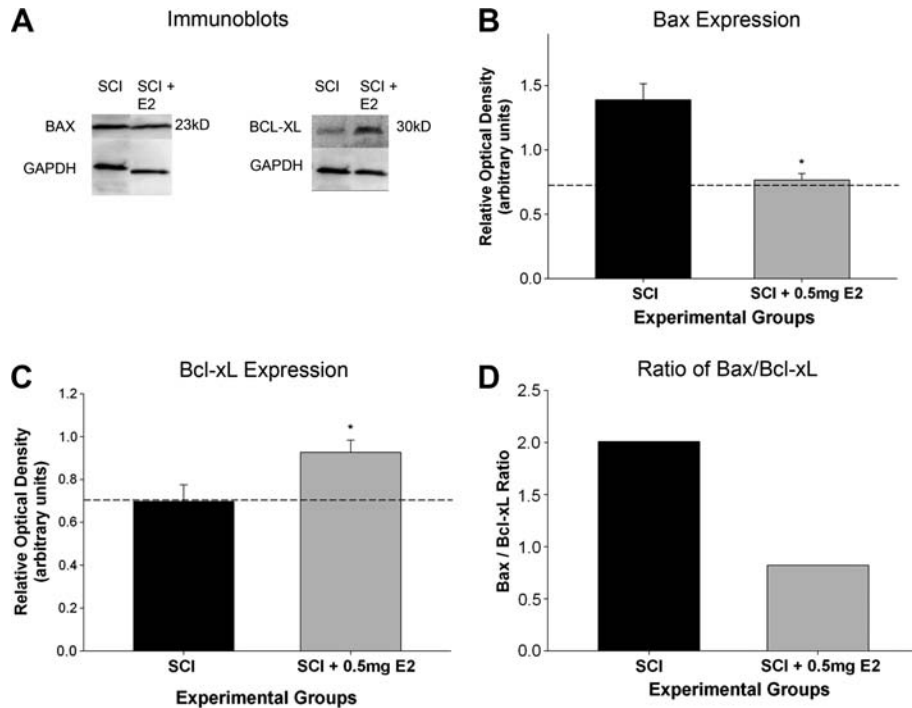 A
Immunoblots
SCI SCI +
E2
BAX 23kD
GAPDH
SCI SCI +
E2
BCL-XL 30kD
GAPDH
B
Bax Expression
Relative Optical Density
(arbitrary units)
1.5
1.0
0.5
0.0
*
SCI SCI + 0.5mg E2
Experimental Groups
C
Bcl-xL Expression
Relative Optical Density
(arbitrary units)
1.2
1.0
0.8
0.6
0.4
0.2
0.0
*
SCI SCI + 0.5mg E2
Experimental Groups
D
Ratio of Bax/Bcl-xL
Bax / Bcl-xL Ratio
2.0
2.5
1.0
0.5
0.0
SCI SCI + 0.5mg E2
Experimental Groups